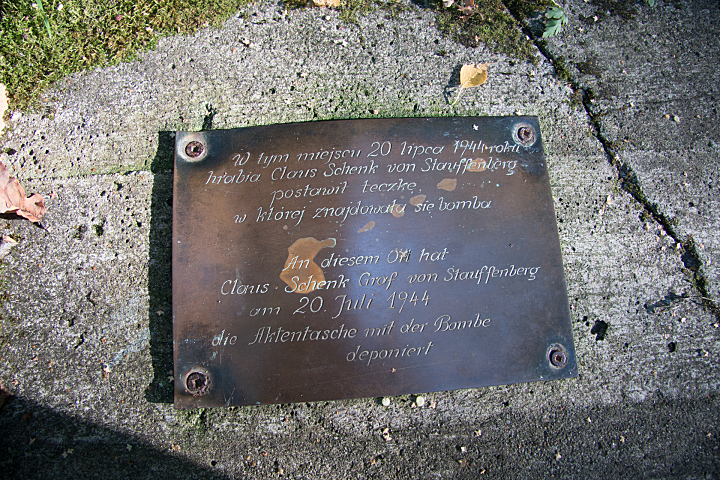 W tym miejscu 20 lipca 1944 roku
hrabia Claus Schenk von Stauffenberg
postawił teczkę,
w której znajdowała się bomba
An diesem Ort hat
Claus Schenk Graf von Stauffenberg
am 20. Juli 1944
die Aktentasche mit der Bombe
deponiert